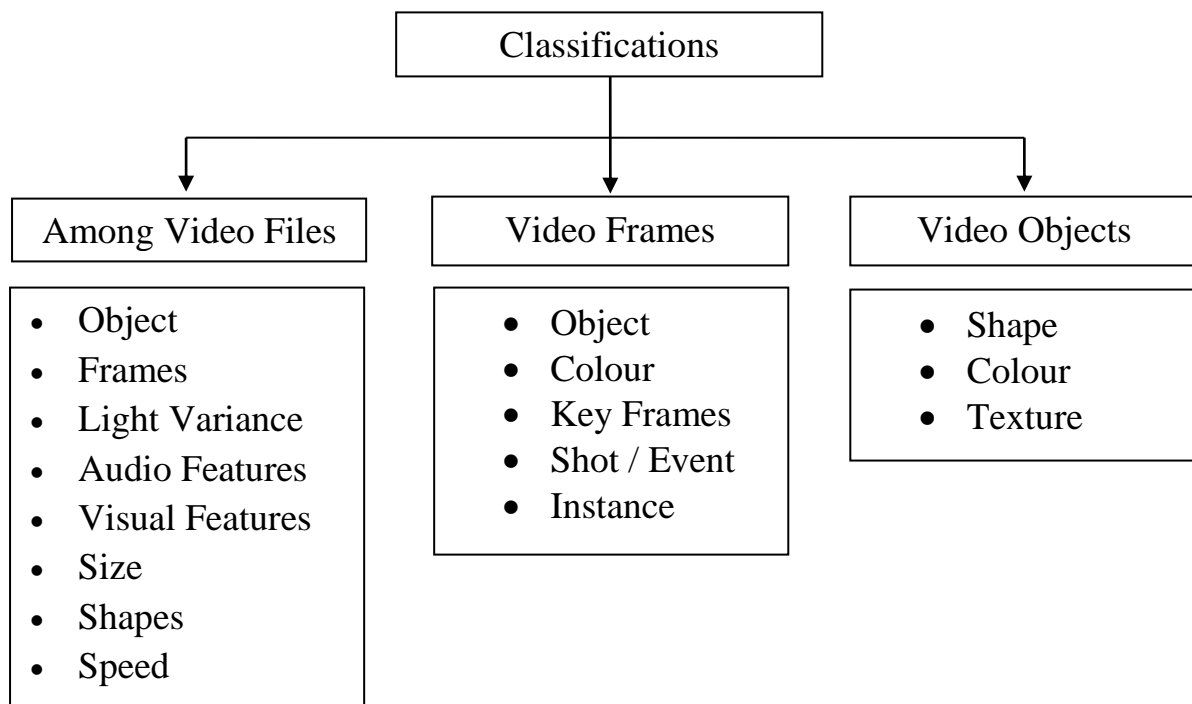 Classifications
Among Video Files
Video Frames
Video Objects
• Object
• Frames
• Light Variance
• Audio Features
• Visual Features
• Size
• Shapes
• Speed
• Object
• Colour
• Key Frames
• Shot / Event
• Instance
• Shape
• Colour
• Texture